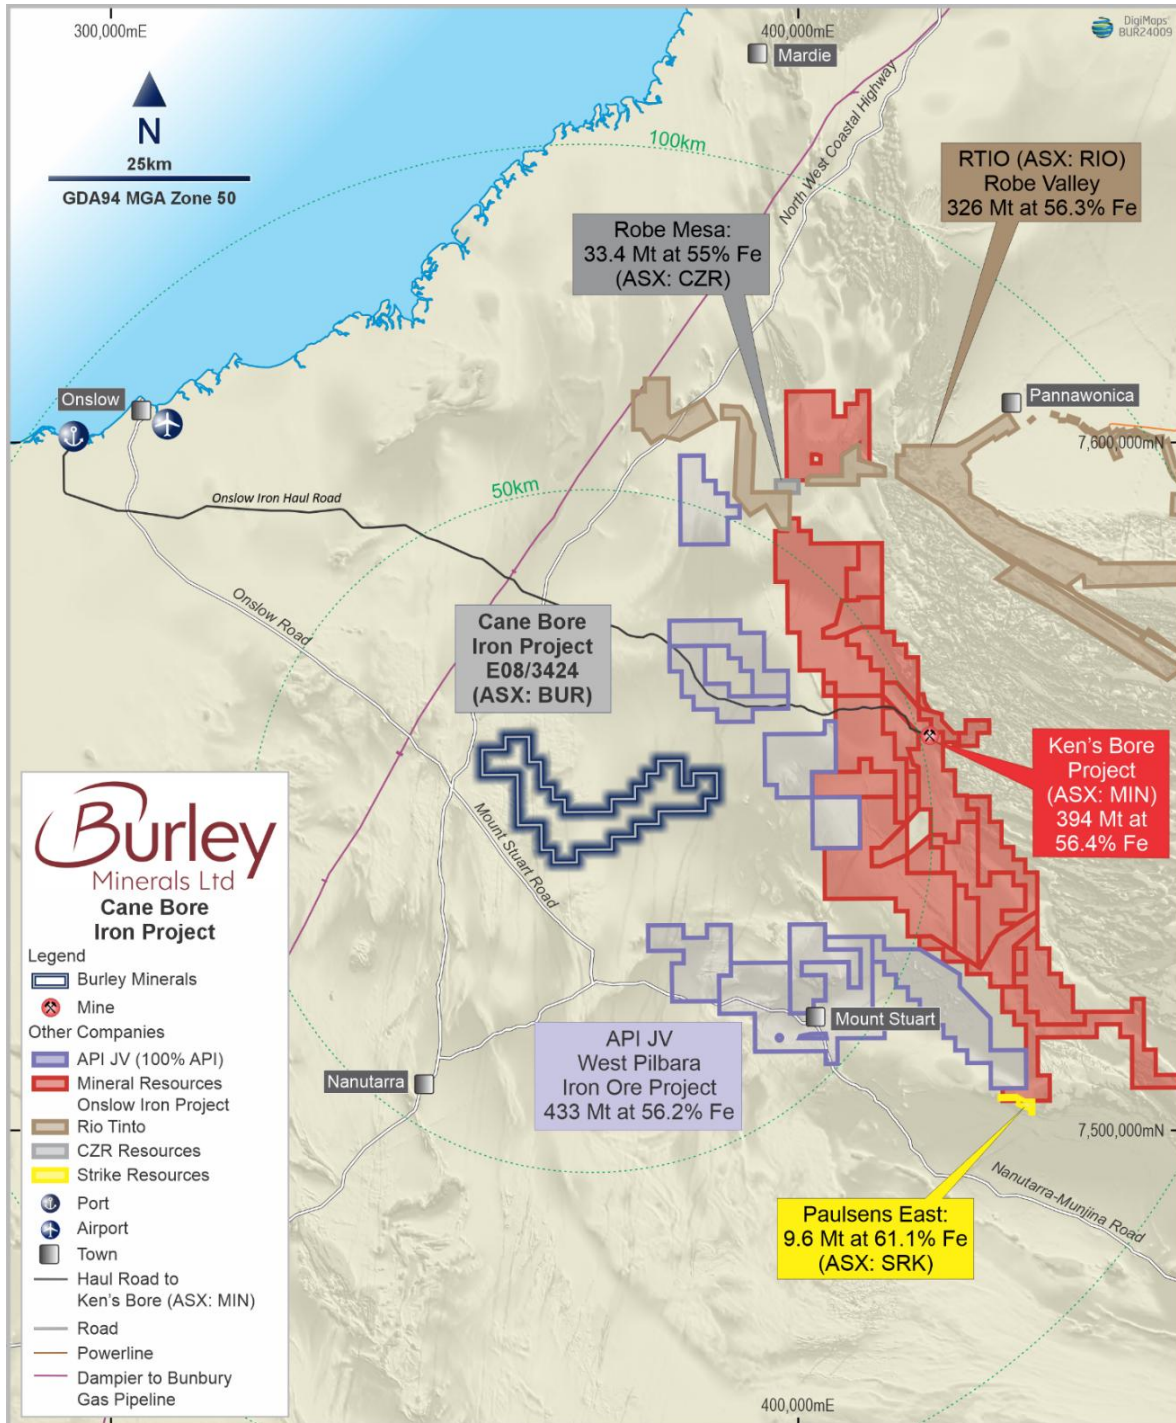 300,000mE
400,000mE
DigiMaps
BUR24009
Mardie
N
25km
GDA94 MGA Zone 50
100km
North West Coastal Highway
RTIO (ASX: RIO)
Robe Valley
326 Mt at 56.3% Fe
Robe Mesa:
33.4 Mt at 55% Fe
(ASX: CZR)
Onslow
Pannawonica
7,600,000mN
50km
Onslow Iron Haul Road
Onslow Road
Cane Bore
Iron Project
E08/3424
(ASX: BUR)
Ken's Bore
Project
(ASX: MIN)
394 Mt at
56.4% Fe
Mount Stuart Road
Mount Stuart
API JV
West Pilbara
Iron Ore Project
433 Mt at 56.2% Fe
Nanutarra
7,500,000mN
Nanutarra-Munjina Road
Paulsens East:
9.6 Mt at 61.1% Fe
(ASX: SRK)
400,000mE
Burley
Minerals Ltd
Cane Bore
Iron Project
Legend
Burley Minerals
Mine
Other Companies
API JV (100% API)
Mineral Resources
Onslow Iron Project
Rio Tinto
CZR Resources
Strike Resources
Port
Airport
Town
Haul Road to
Ken's Bore (ASX: MIN)
Road
Powerline
Dampier to Bunbury
Gas Pipeline